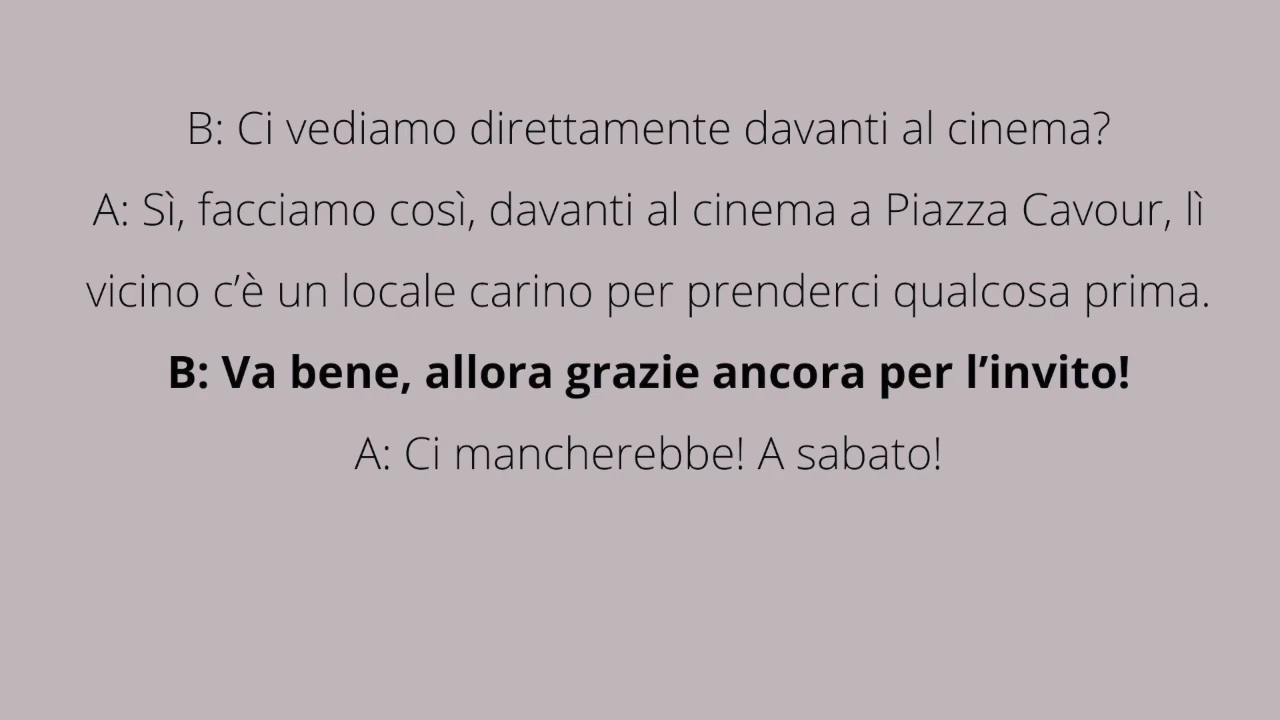 B: Ci vediamo direttamente davanti al cinema?
A: Sì, facciamo così, davanti al cinema a Piazza Cavour, lì
vicino c’è un locale carino per prenderci qualcosa prima.
B: Va bene, allora grazie ancora per l’invito!
A: Ci mancherebbe! A sabato!